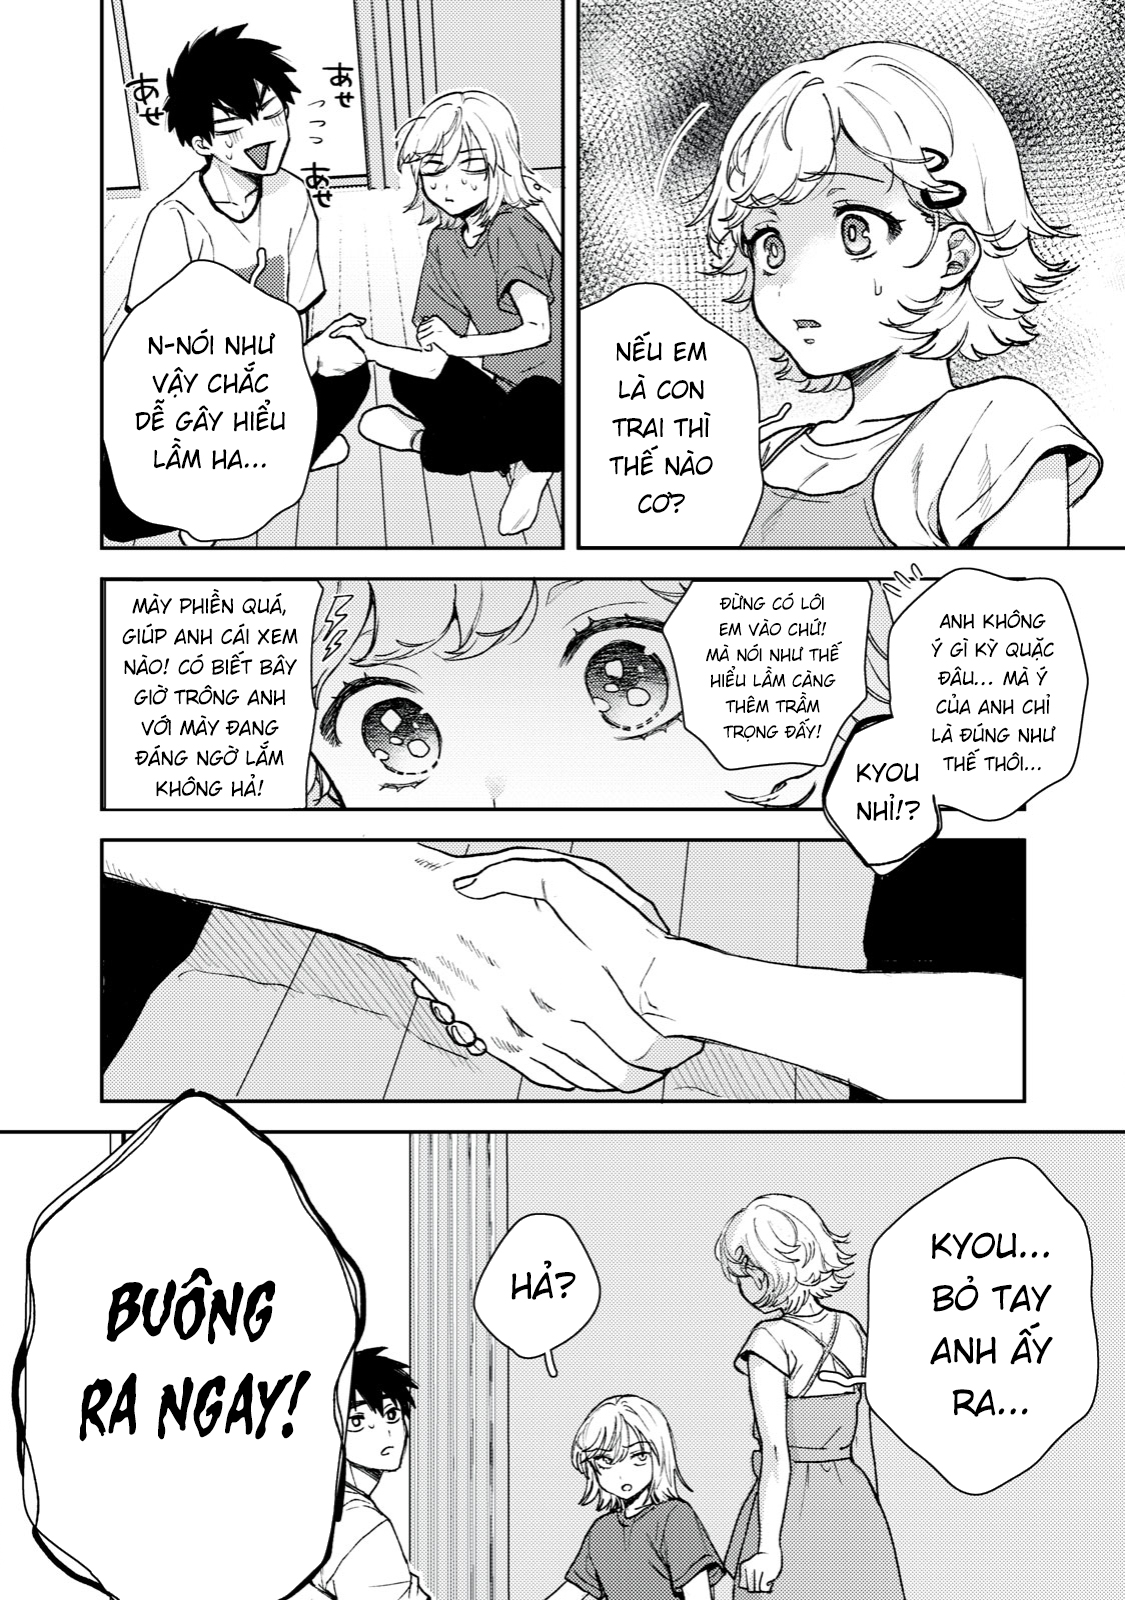 NẾU EM
LÀ CON
TRAI THÌ
THẾ NÀO
CƠ?
あせ
あせ
あせ
N-NÓI NHƯ
VẬY CHẮC
DỄ GÂY HIỂU
LẦM HA...
ANH KHÔNG
Ý GÌ KỲ QUẶC
ĐÂU... MÀ Ý
CỦA ANH CHỈ
LÀ ĐÚNG NHƯ
THẾ THÔI...
KYOU
NHỈ!?
ĐỪNG CÓ LÔI
EM VÀO CHỨ!
MÀ NÓI NHƯ THẾ
HIỂU LẦM CÀNG
THÊM TRẦM
TRỌNG ĐẤY!
MÀY PHIỀN QUÁ,
GIÚP ANH CÁI XEM
NÀO! CÓ BIẾT BÂY
GIỜ TRÔNG ANH
VỚI MÀY ĐANG
ĐÁNG NGỜ LẮM
KHÔNG HẢ!
KYOU...
BỎ TAY
ANH ẤY
RA...
HẢ?
BUÔNG
RA NGAY!